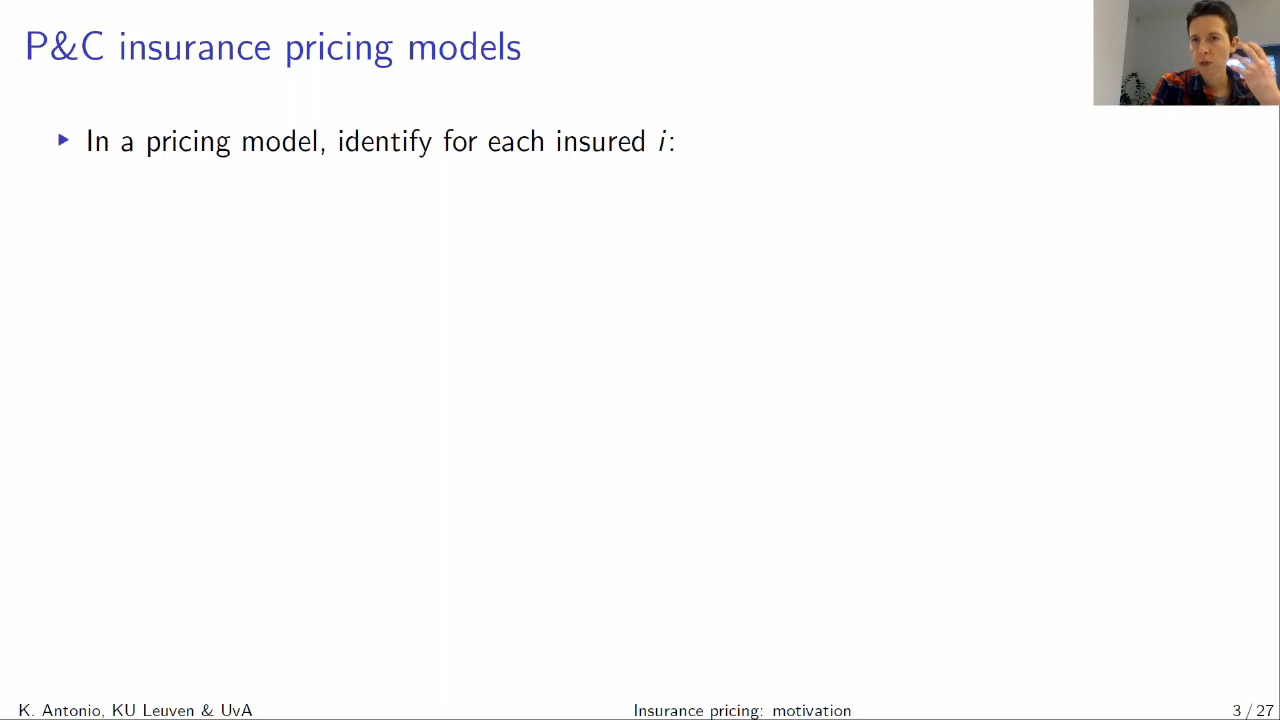 P&C insurance pricing models
▶ In a pricing model, identify for each insured i:
K. Antonio, KU Leuven & UvA
Insurance pricing: motivation
3 / 27